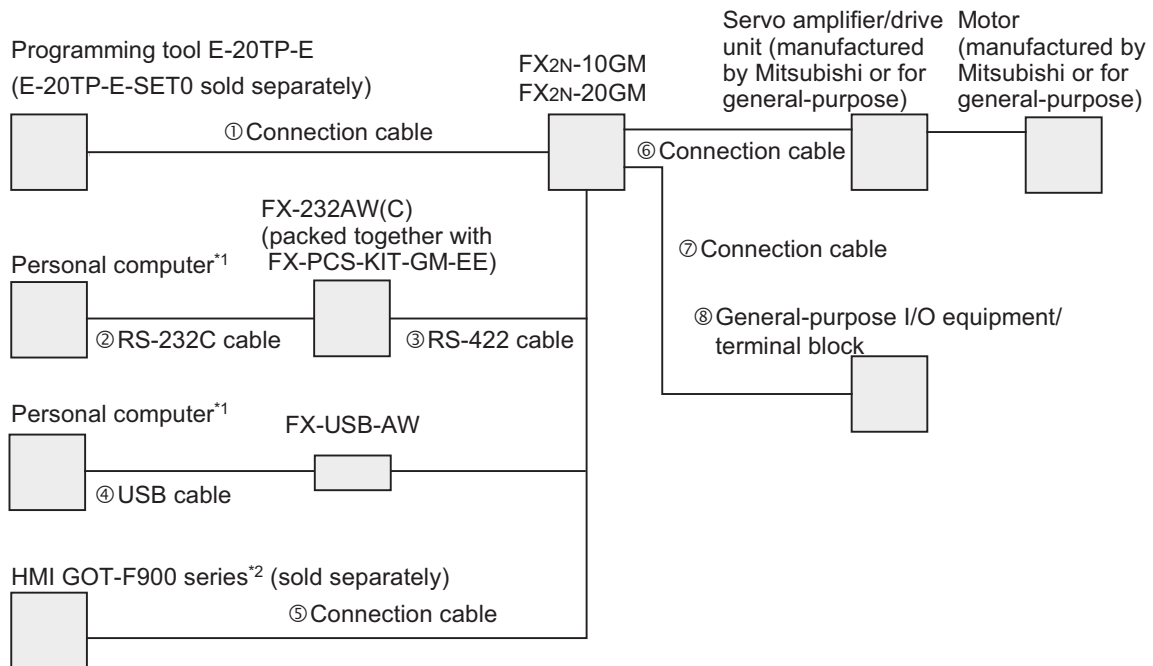 Programming tool E-20TP-E
(E-20TP-E-SET0 sold separately)
①Connection cable
FX2N-10GM
FX2N-20GM
Servo amplifier/drive
unit (manufactured
by Mitsubishi or for
general-purpose)
Motor
(manufactured by
Mitsubishi or for
general-purpose)
⑥Connection cable
FX-232AW(C)
(packed together with
FX-PCS-KIT-GM-EE)
Personal computer*1
②RS-232C cable
③RS-422 cable
⑦Connection cable
⑧General-purpose I/O equipment/
terminal block
Personal computer*1
FX-USB-AW
④USB cable
HMI GOT-F900 series*2 (sold separately)
⑤Connection cable